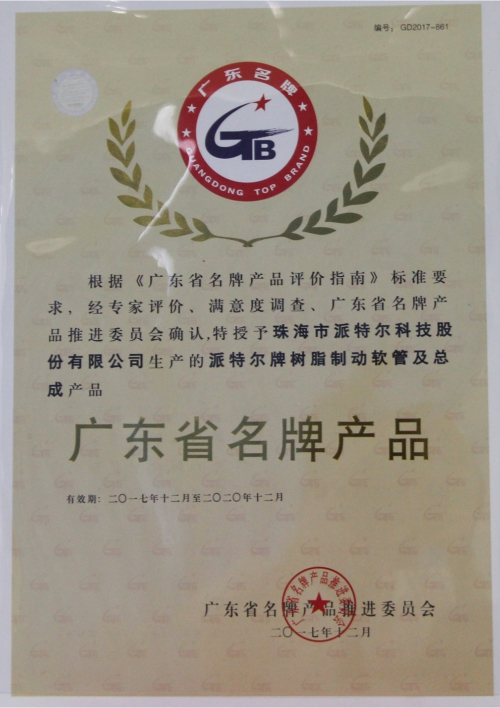 编号：GD2017-861
广东名牌
GB
GUANGDONG TOP BRAND
根据《广东省名牌产品评价指南》标准要
求，经专家评价、满意度调查、广东省名牌产
品推进委员会确认,特授予珠海市派特尔科技股
份有限公司生产的派特尔牌树脂制动软管及总
成产品
广东省名牌产品
有效期：二〇一七年十二月至二〇二〇年十二月
广东省名牌产品推进委员会
二〇一七年十二月